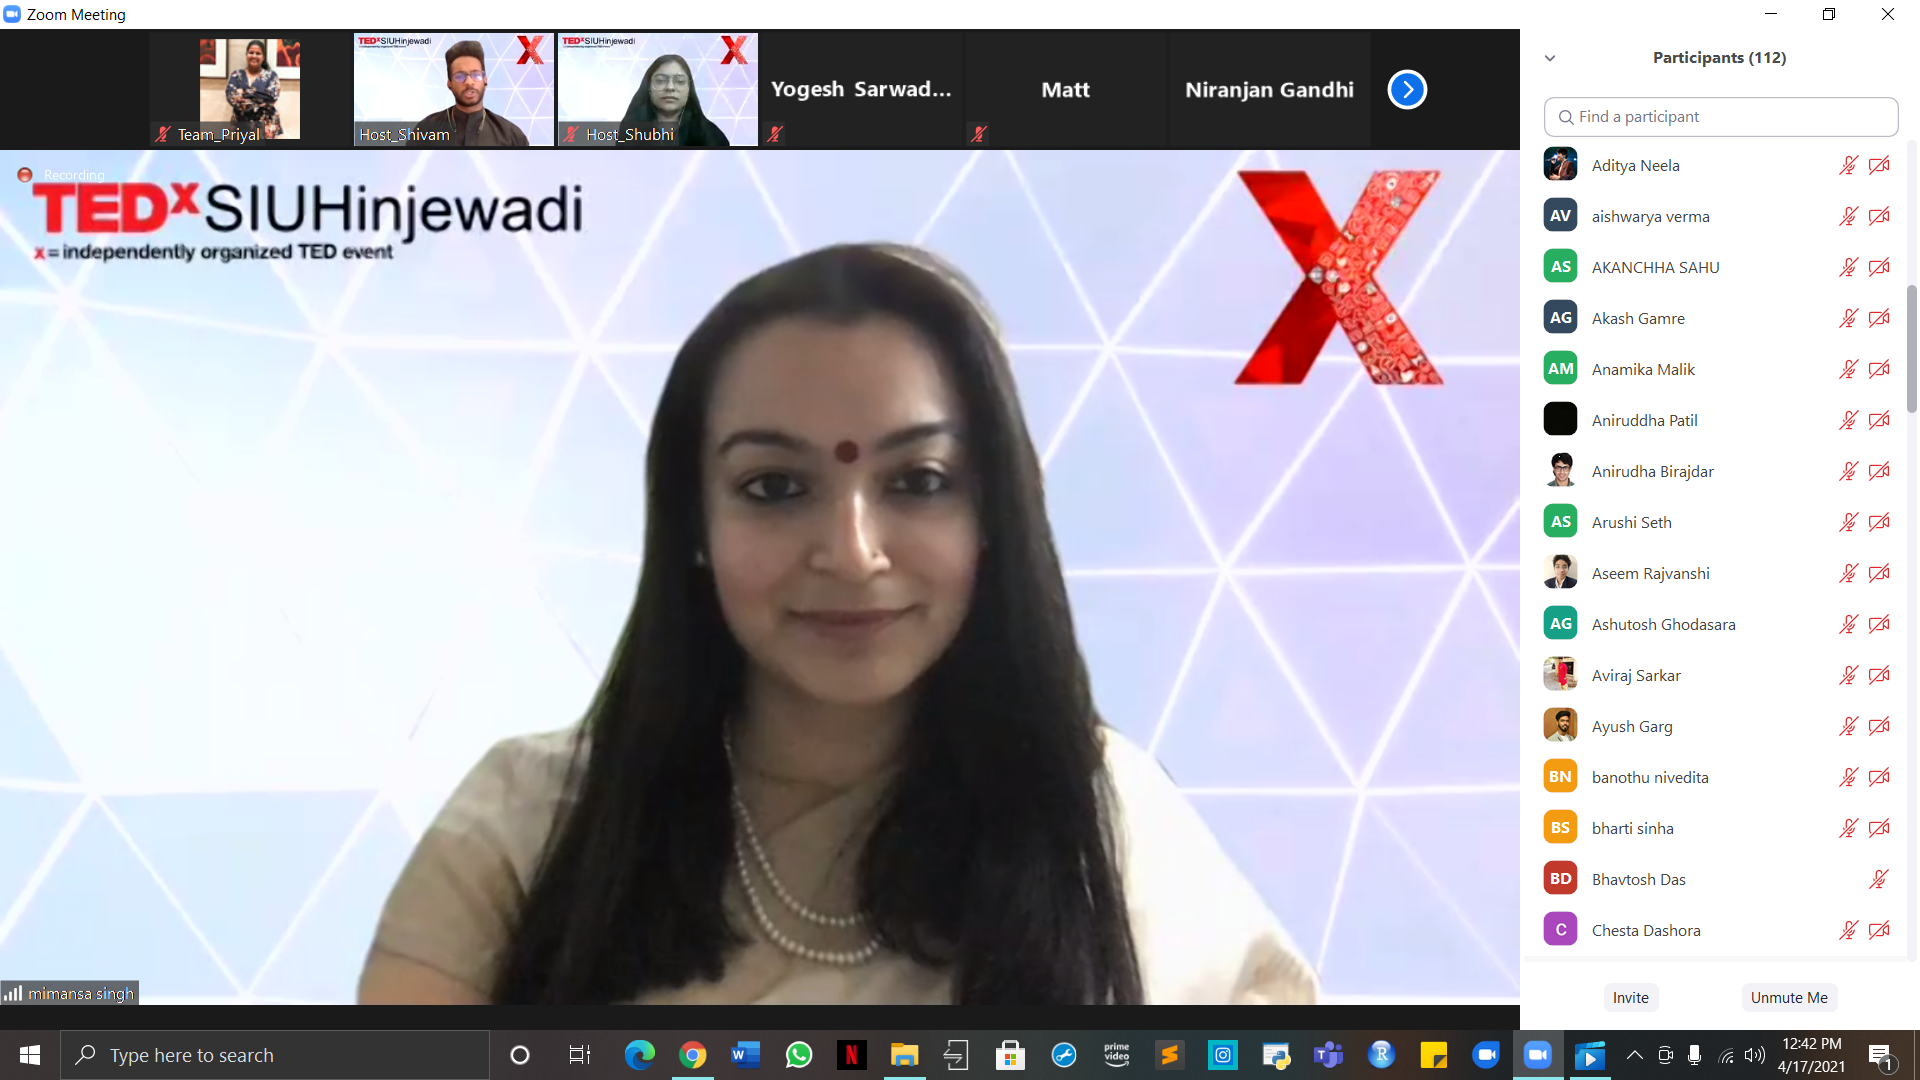 Zoom Meeting
Team_Priyal
TEDxSIUHinjewadi
Host_Shivam
TEDxSIUHinjewadi
Host_Shubhi
Yogesh Sarwad...
Matt
Niranjan Gandhi
Recording
TEDxSIUHinjewadi
x = independently organized TED event
X
mimansa singh
Participants (112)
Find a participant
Aditya Neela
AV aishwarya verma
AS AKANCHHA SAHU
AG Akash Gamre
AM Anamika Malik
Aniruddha Patil
Anirudha Birajdar
AS Arushi Seth
Aseem Rajvanshi
AG Ashutosh Ghodasara
Aviraj Sarkar
Ayush Garg
BN banothu nivedita
BS bharti sinha
BD Bhavtosh Das
C Chesta Dashora
Invite
Unmute Me
Type here to search
prime video
12:42 PM
4/17/2021
1